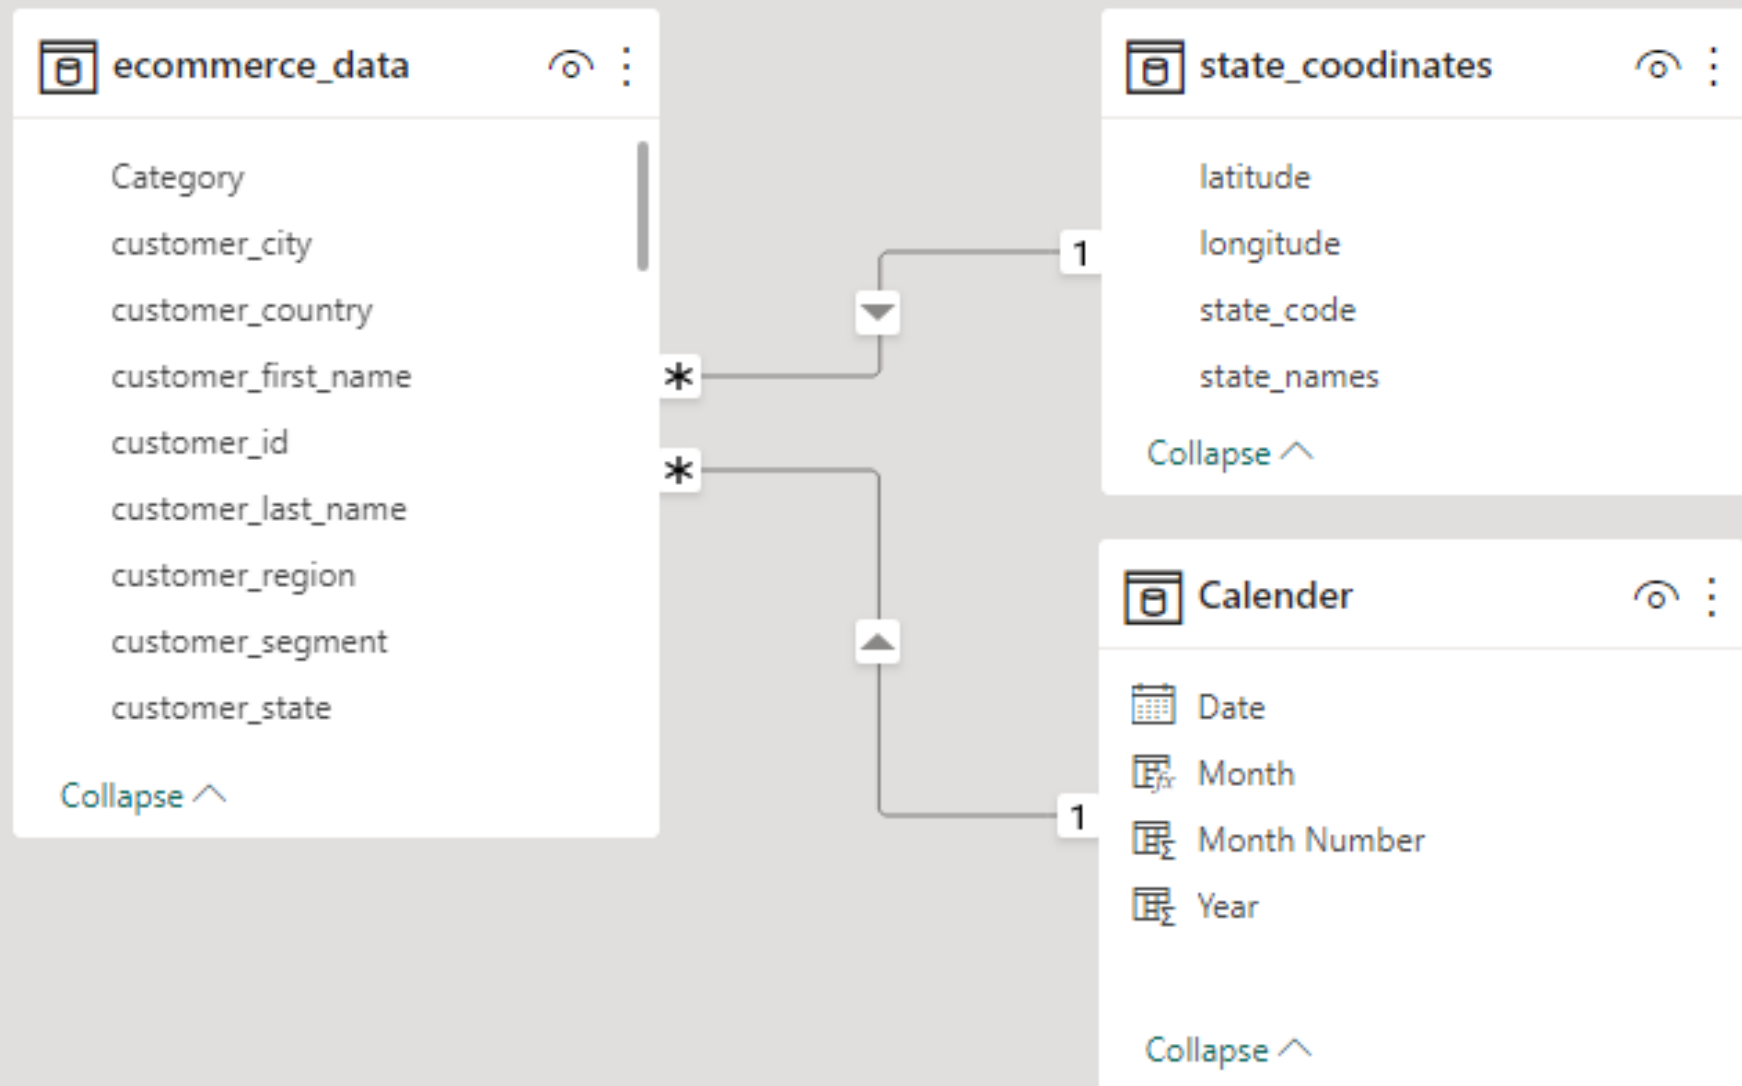 ecommerce_data
Category
customer_city
customer_country
customer_first_name
customer_id
customer_last_name
customer_region
customer_segment
customer_state
Collapse
*
*
1
1
state_coodinates
latitude
longitude
state_code
state_names
Collapse
Calender
Date
Month
Month Number
Year
Collapse